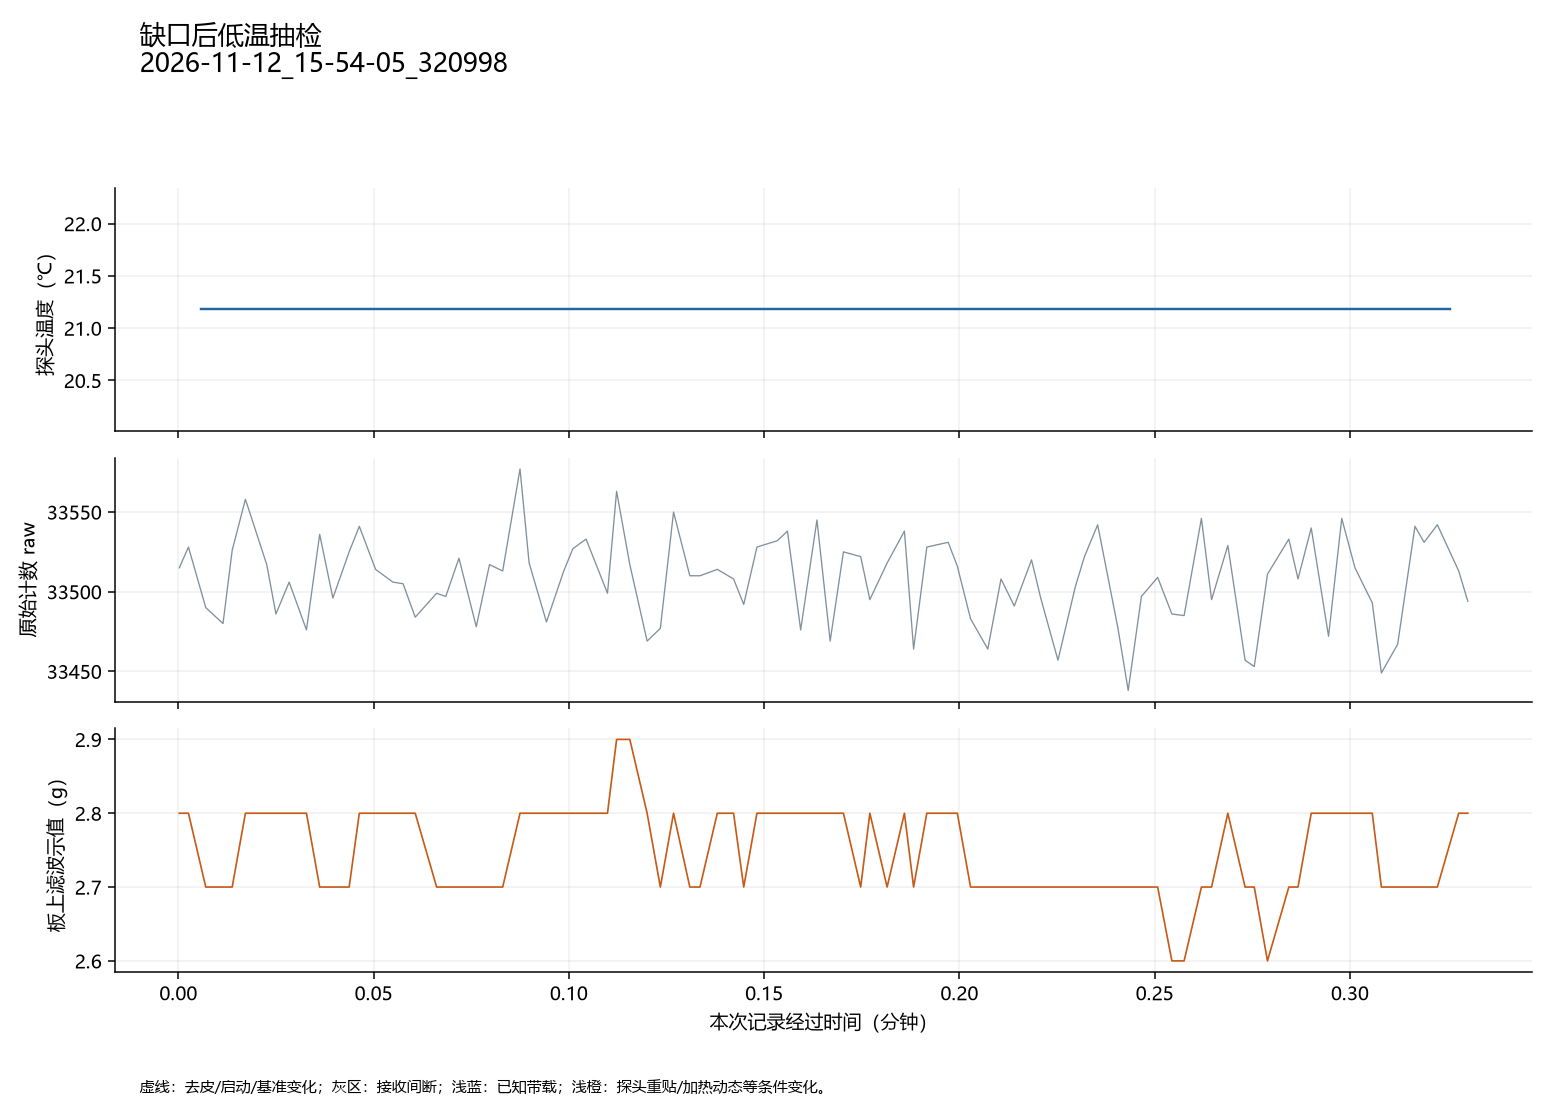 缺口后低温抽检
2026-11-12_15-54-05_320998
探头温度（℃）
22.0
21.5
21.0
20.5
原始计数 raw
33550
33500
33450
板上滤波示值（g）
2.9
2.8
2.7
2.6
0.00 0.05 0.10 0.15 0.20 0.25 0.30
本次记录经过时间（分钟）
虚线：去皮/启动/基准变化；灰区：接收间断；浅蓝：已知带载；浅橙：探头重贴/加热动态等条件变化。